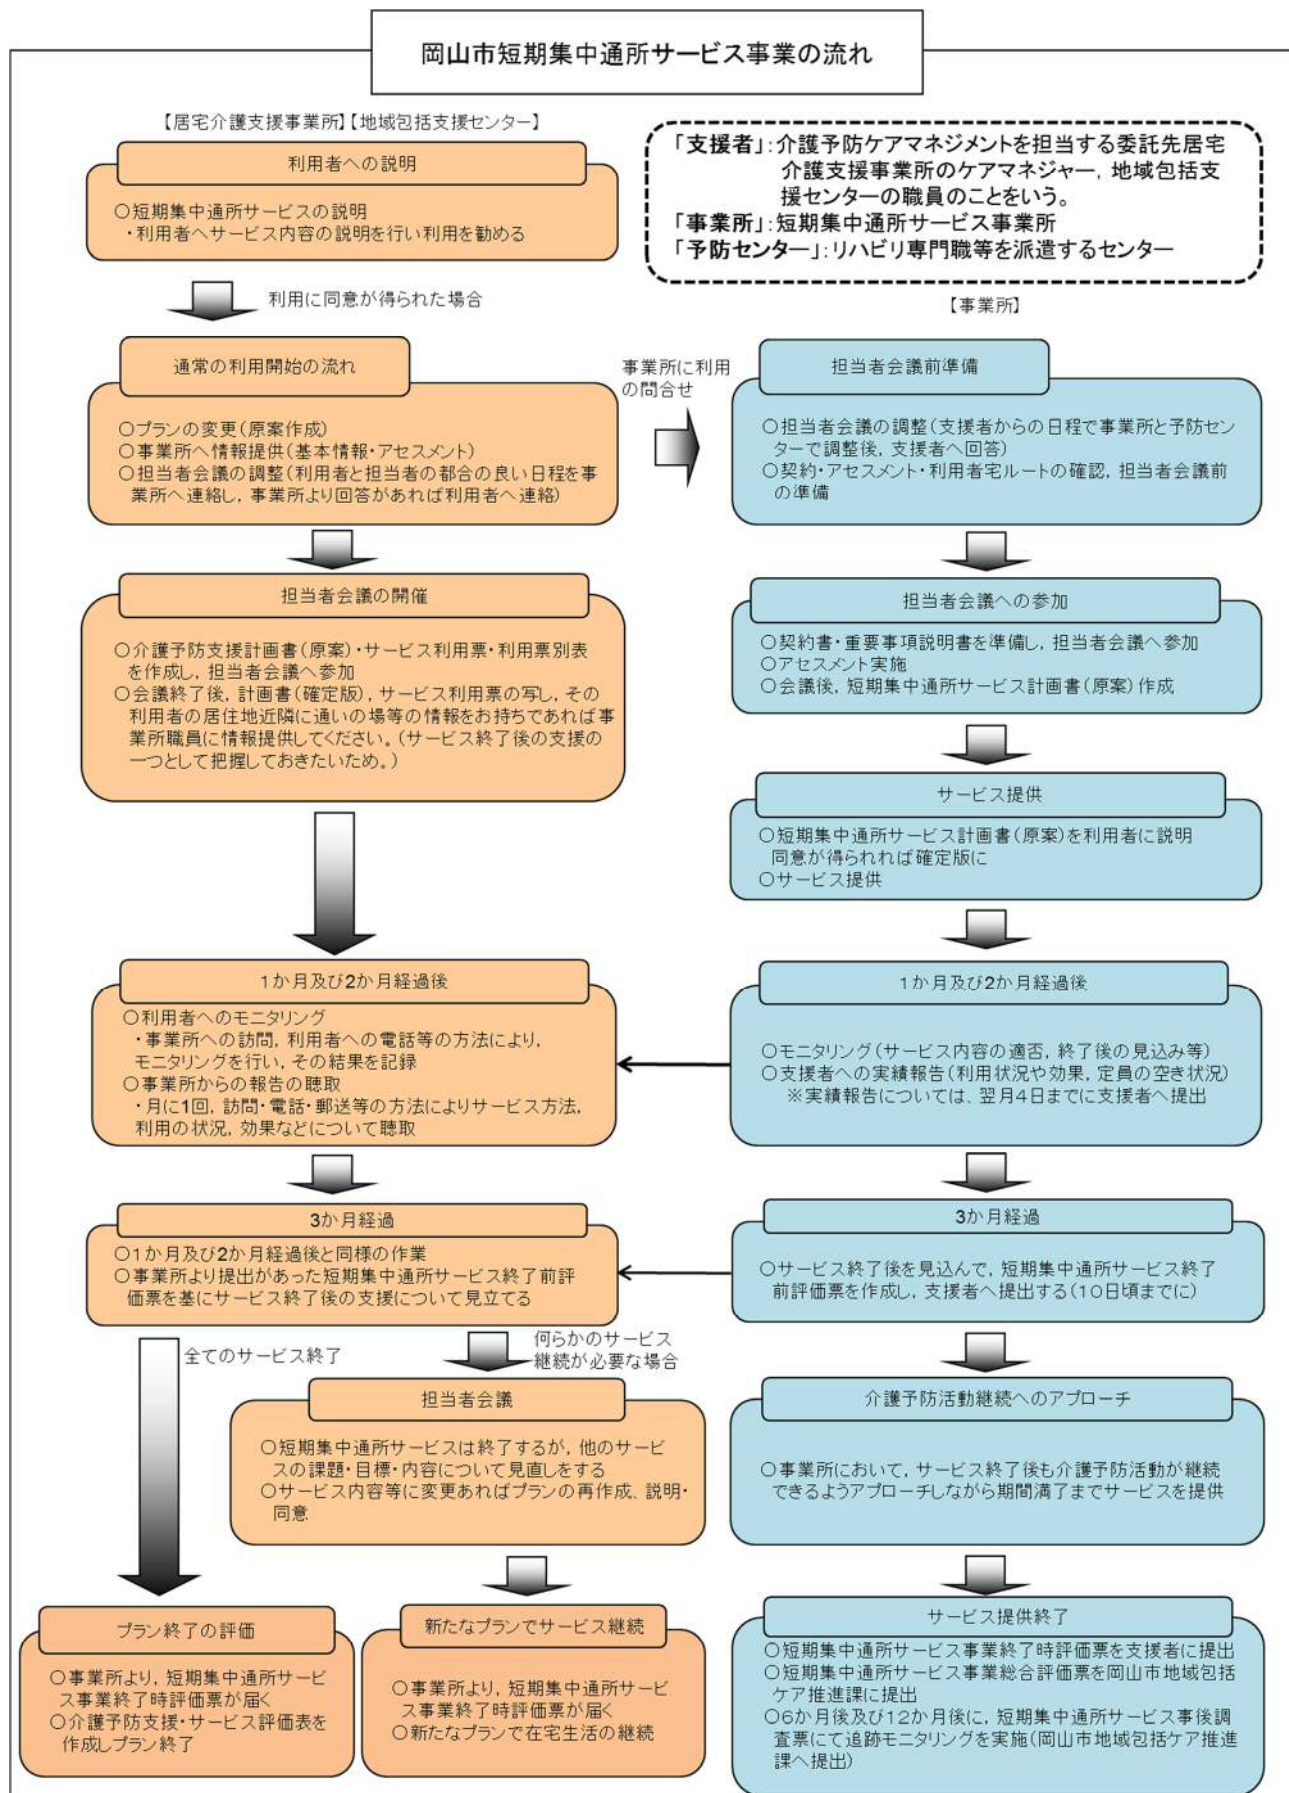 岡山市短期集中通所サービス事業の流れ
【居宅介護支援事業所】【地域包括支援センター】
利用者への説明
○短期集中通所サービスの説明
・利用者へサービス内容の説明を行い利用を勧める
「支援者」：介護予防ケアマネジメントを担当する委託先居宅
介護支援事業所のケアマネジャー，地域包括支
援センターの職員のことをいう。
「事業所」：短期集中通所サービス事業所
「予防センター」：リハビリ専門職等を派遣するセンター
利用に同意が得られた場合
【事業所】
通常の利用開始の流れ
○プランの変更（原案作成）
○事業所へ情報提供（基本情報・アセスメント）
○担当者会議の調整（利用者と担当者の都合の良い日程を事
業所へ連絡し，事業所より回答があれば利用者へ連絡）
事業所に利用
の問合せ
担当者会議前準備
○担当者会議の調整（支援者からの日程で事業所と予防セン
ターで調整後，支援者へ回答）
○契約・アセスメント・利用者宅ルートの確認，担当者会議前
の準備
担当者会議の開催
○介護予防支援計画書（原案）・サービス利用票・利用票別表
を作成し，担当者会議へ参加
○会議終了後，計画書（確定版），サービス利用票の写し，その
利用者の居住地近隣に通いの場等の情報をお持ちであれば事
業所職員に情報提供してください。（サービス終了後の支援の
一つとして把握しておきたいため。）
担当者会議への参加
○契約書・重要事項説明書を準備し，担当者会議へ参加
○アセスメント実施
○会議後，短期集中通所サービス計画書（原案）作成
サービス提供
○短期集中通所サービス計画書（原案）を利用者に説明
同意が得られれば確定版に
○サービス提供
1か月及び2か月経過後
○利用者へのモニタリング
・事業所への訪問，利用者への電話等の方法により，
モニタリングを行い，その結果を記録
○事業所からの報告の聴取
・月に1回，訪問・電話・郵送等の方法によりサービス方法，
利用の状況，効果などについて聴取
1か月及び2か月経過後
○モニタリング（サービス内容の適否，終了後の見込み等）
○支援者への実績報告（利用状況や効果，定員の空き状況）
※実績報告については、翌月4日までに支援者へ提出
3か月経過
○1か月及び2か月経過後と同様の作業
○事業所より提出があった短期集中通所サービス終了前評
価票を基にサービス終了後の支援について見立てる
3か月経過
○サービス終了後を見込んで，短期集中通所サービス終了
前評価票を作成し，支援者へ提出する（10日頃までに）
全てのサービス終了
何らかのサービス
継続が必要な場合
担当者会議
○短期集中通所サービスは終了するが，他のサービ
スの課題・目標・内容について見直しをする
○サービス内容等に変更あればプランの再作成、説明・
同意
介護予防活動継続へのアプローチ
○事業所において，サービス終了後も介護予防活動が継続
できるようアプローチしながら期間満了までサービスを提供
プラン終了の評価
○事業所より，短期集中通所サービ
ス事業終了時評価票が届く
○介護予防支援・サービス評価表を
作成しプラン終了
新たなプランでサービス継続
○事業所より，短期集中通所サービ
ス事業終了時評価票が届く
○新たなプランで在宅生活の継続
サービス提供終了
○短期集中通所サービス事業終了時評価票を支援者に提出
○短期集中通所サービス事業総合評価票を岡山市地域包括
ケア推進課に提出
○6か月後及び12か月後に，短期集中通所サービス事後調
査票にて追跡モニタリングを実施（岡山市地域包括ケア推進
課へ提出）